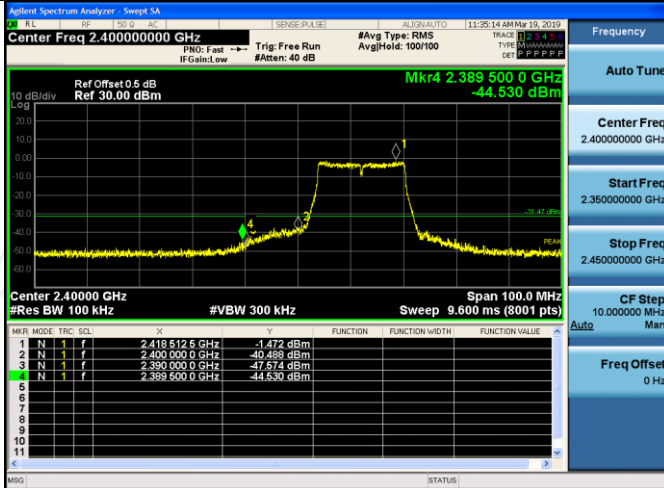 Agilent Spectrum Analyzer - Swept SA
RL RF 50 Ω AC SENSE:PULSE ALIGN AUTO 11:35:14 AM Mar 19, 2019
Center Freq 2.400000000 GHz
PNO: Fast
IFGain:Low
Trig: Free Run
#Atten: 40 dB
#Avg Type: RMS
Avg|Hold: 100/100
TRACE 1 2 3 4 5 6
TYPE M
DET P P P P P P
Mkr4 2.389 500 0 GHz
-44.530 dBm
Ref Offset 0.5 dB
10 dB/div Ref 30.00 dBm
Log
20.0
10.0
0.00
-10.0
-20.0
-30.0
-40.0
-50.0
-60.0
1
2
4
-31.47 dBm
PEAK
Center 2.40000 GHz Span 100.0 MHz
#Res BW 100 kHz #VBW 300 kHz Sweep 9.600 ms (8001 pts)
MKR MODE TRC SCL X Y FUNCTION FUNCTION WIDTH FUNCTION VALUE
1 N 1 f 2.418 512 5 GHz -1.472 dBm
2 N 1 f 2.400 000 0 GHz -40.488 dBm
3 N 1 f 2.390 000 0 GHz -47.574 dBm
4 N 1 f 2.389 500 0 GHz -44.530 dBm
5
6
7
8
9
10
11
MSG STATUS
Frequency
Auto Tune
Center Freq
2.400000000 GHz
Start Freq
2.350000000 GHz
Stop Freq
2.450000000 GHz
CF Step
10.000000 MHz
Auto Man
Freq Offset
0 Hz